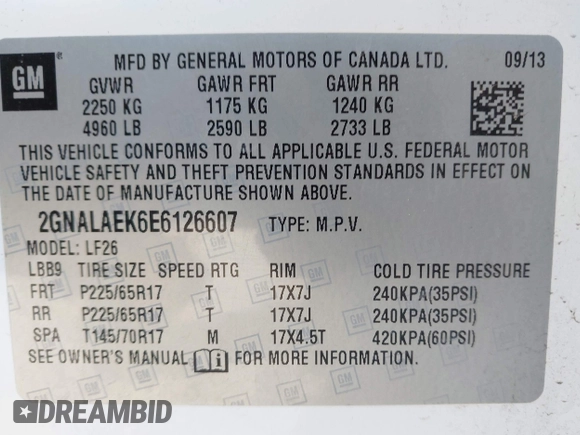 GM
MFD BY GENERAL MOTORS OF CANADA LTD. 09/13
GVWR GAWR FRT GAWR RR
2250 KG 1175 KG 1240 KG
4960 LB 2590 LB 2733 LB
THIS VEHICLE CONFORMS TO ALL APPLICABLE U.S. FEDERAL MOTOR
VEHICLE SAFETY AND THEFT PREVENTION STANDARDS IN EFFECT ON
THE DATE OF MANUFACTURE SHOWN ABOVE.
2GNALAEK6E6126607 TYPE: M.P.V.
MODEL: LF26
LBB9 TIRE SIZE SPEED RTG RIM COLD TIRE PRESSURE
FRT P225/65R17 T 17X7J 240KPA(35PSI)
RR P225/65R17 T 17X7J 240KPA(35PSI)
SPA T145/70R17 M 17X4.5T 420KPA(60PSI)
SEE OWNER'S MANUAL FOR MORE INFORMATION.
DREAMBID